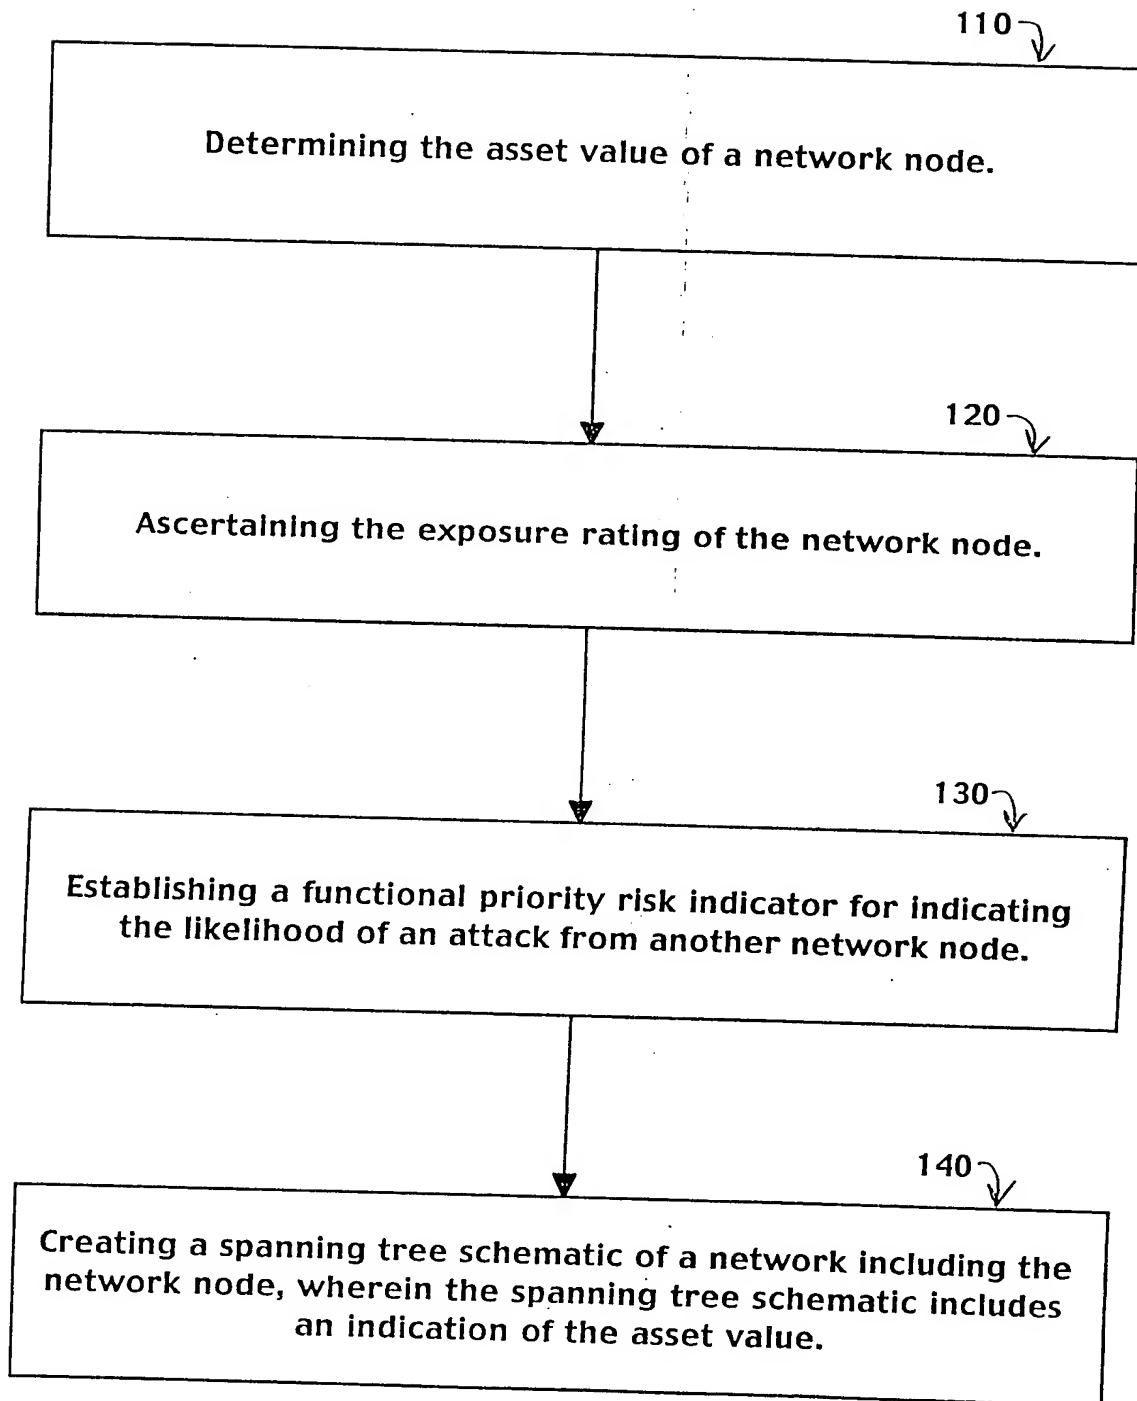 110
Determining the asset value of a network node.
120
Ascertaining the exposure rating of the network node.
130
Establishing a functional priority risk indicator for indicating
the likelihood of an attack from another network node.
140
Creating a spanning tree schematic of a network including the
network node, wherein the spanning tree schematic includes
an indication of the asset value.